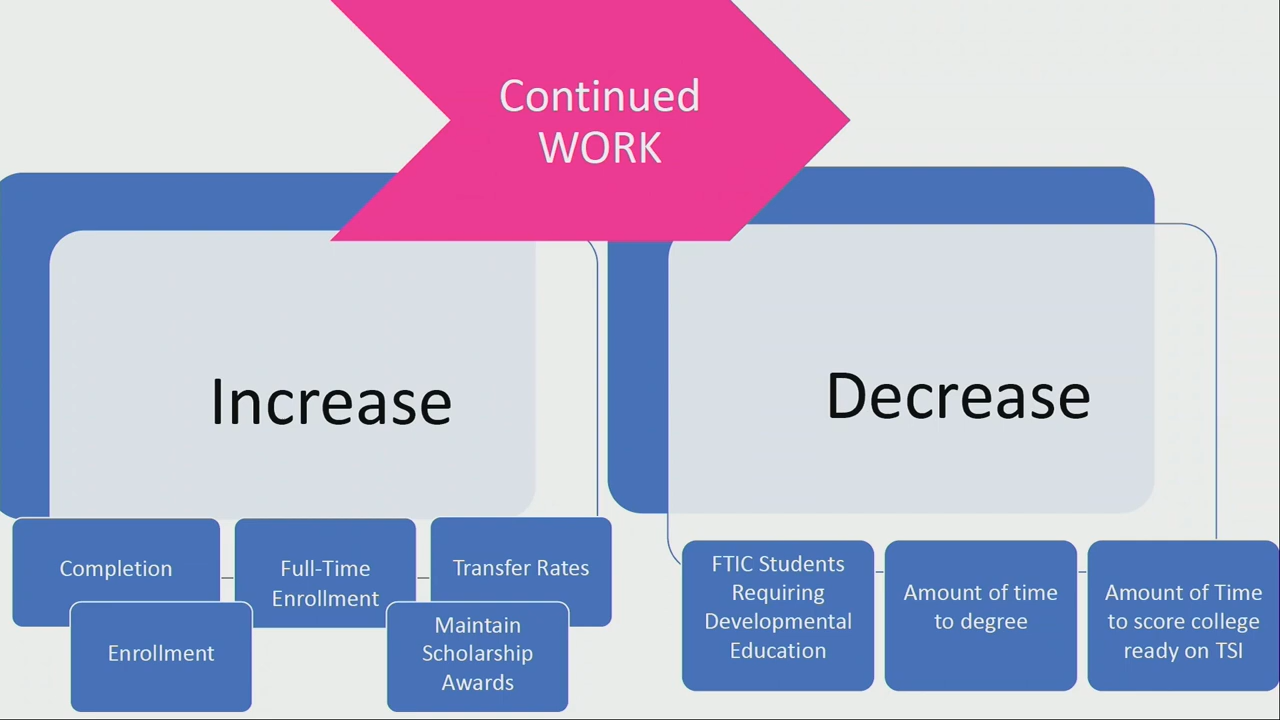 Continued
WORK
Increase
Decrease
Completion
Full-Time
Enrollment
Transfer Rates
Enrollment
Maintain
Scholarship
Awards
FTIC Students
Requiring
Developmental
Education
Amount of time
to degree
Amount of Time
to score college
ready on TSI